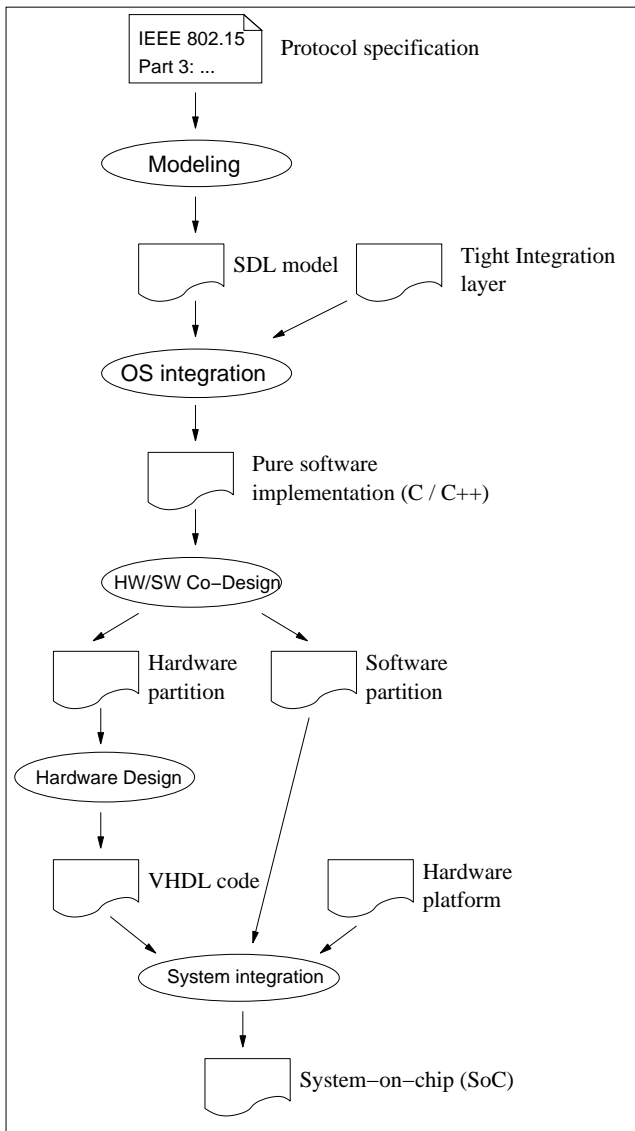 IEEE 802.15
Part 3: ...
Protocol specification
Modeling
SDL model
Tight Integration
layer
OS integration
Pure software
implementation (C / C++)
HW/SW Co−Design
Hardware
partition
Software
partition
Hardware Design
VHDL code
Hardware
platform
System integration
System−on−chip (SoC)